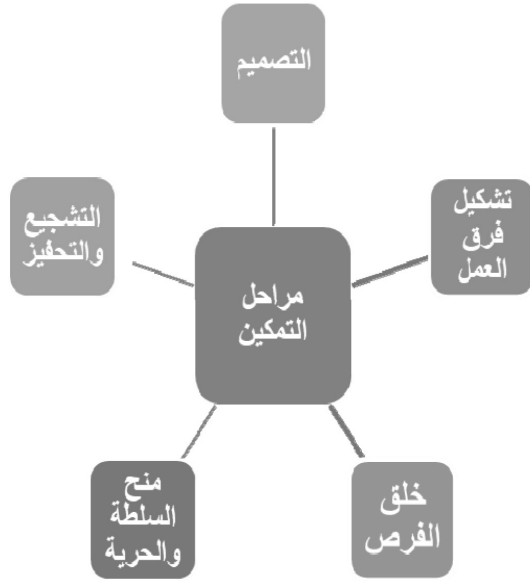 التصميم
تشكيل
فرق
العمل
التشجيع
والتحفيز
مراحل
التمكين
منح
السلطة
والحرية
خلق
الفرص